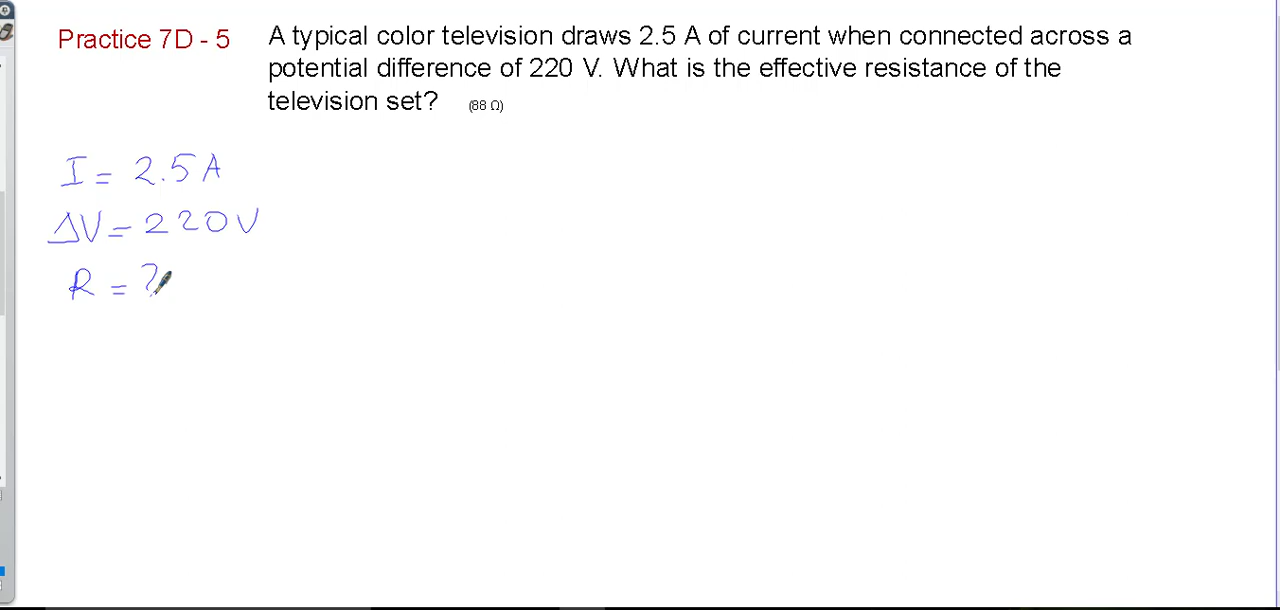 Practice 7D - 5
A typical color television draws 2.5 A of current when connected across a
potential difference of 220 V. What is the effective resistance of the
television set? (88 Ω)
I = 2.5 A
ΔV = 220 V
R = ?